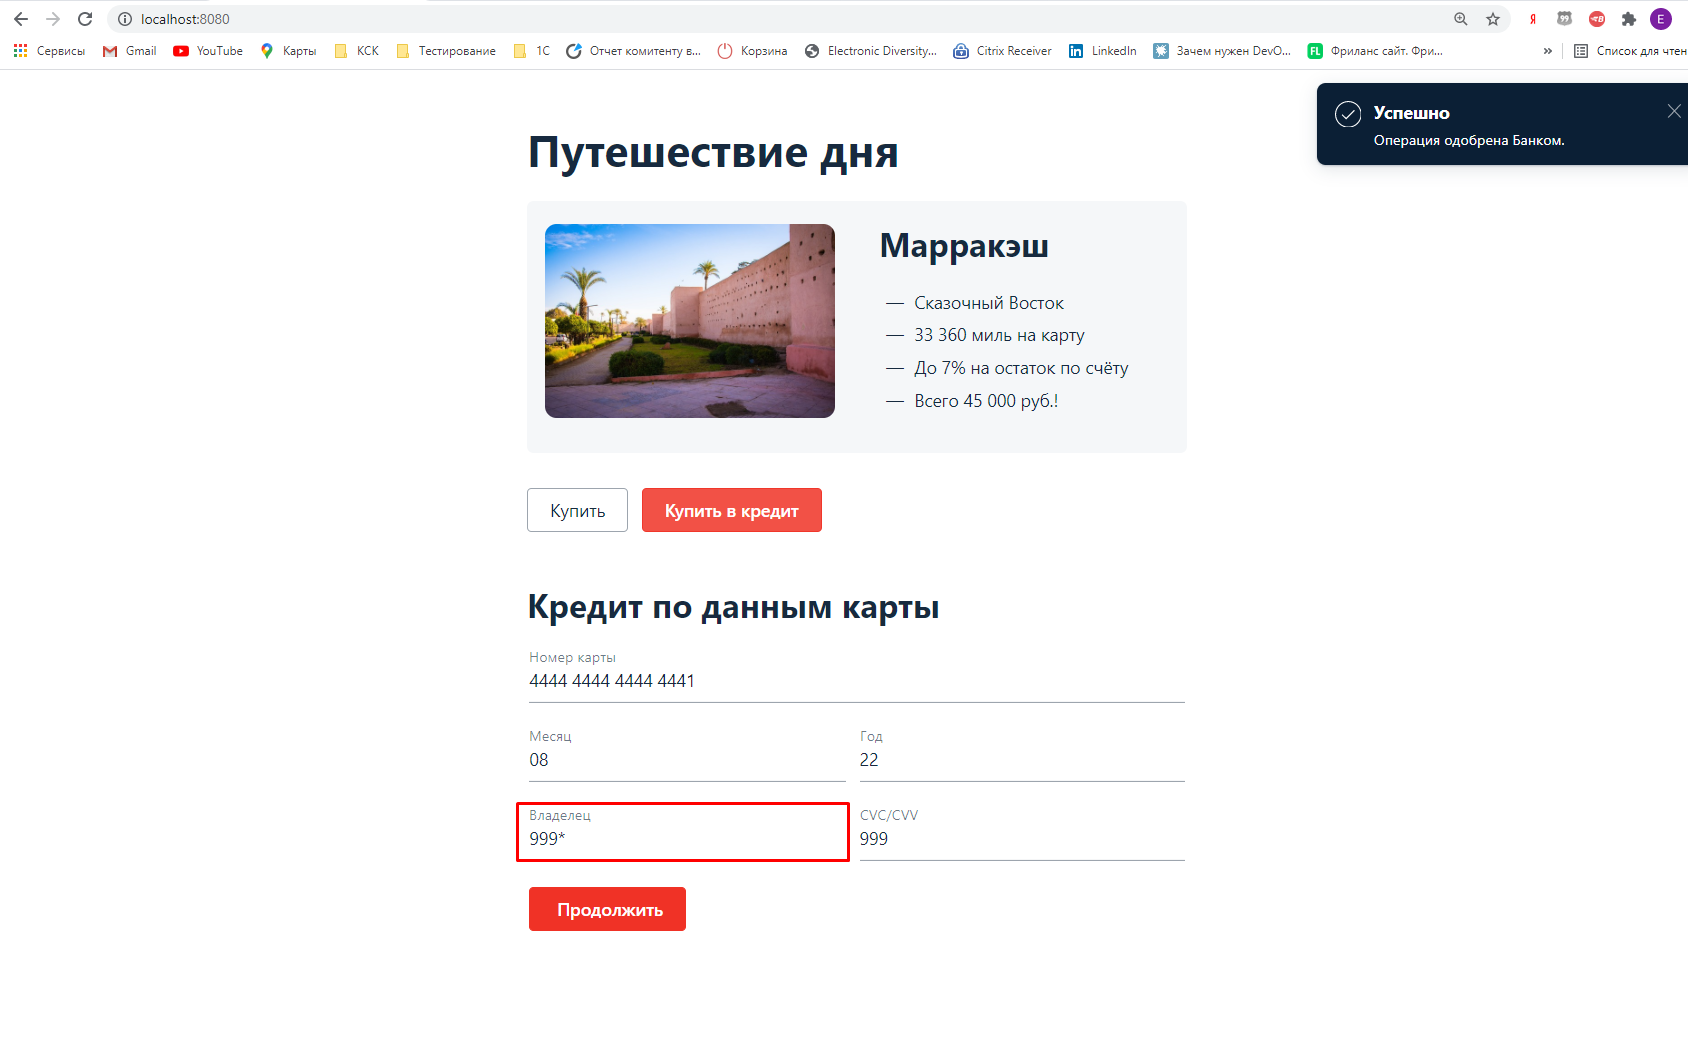 localhost:8080
Я
99
E
Сервисы
Gmail
YouTube
Карты
КСК
Тестирование
1С
Отчет комитенту в...
Корзина
Electronic Diversity...
Citrix Receiver
in
LinkedIn
Зачем нужен DevO...
FL
Фриланс сайт. Фри...
»
Список для чтен
Успешно
Операция одобрена Банком.
Путешествие дня
Марракэш
— Сказочный Восток
— 33 360 миль на карту
— До 7% на остаток по счёту
— Всего 45 000 руб.!
Купить
Купить в кредит
Кредит по данным карты
Номер карты
4444 4444 4444 4441
Месяц
Год
08
22
Владелец
CVC/CVV
999*
999
Продолжить